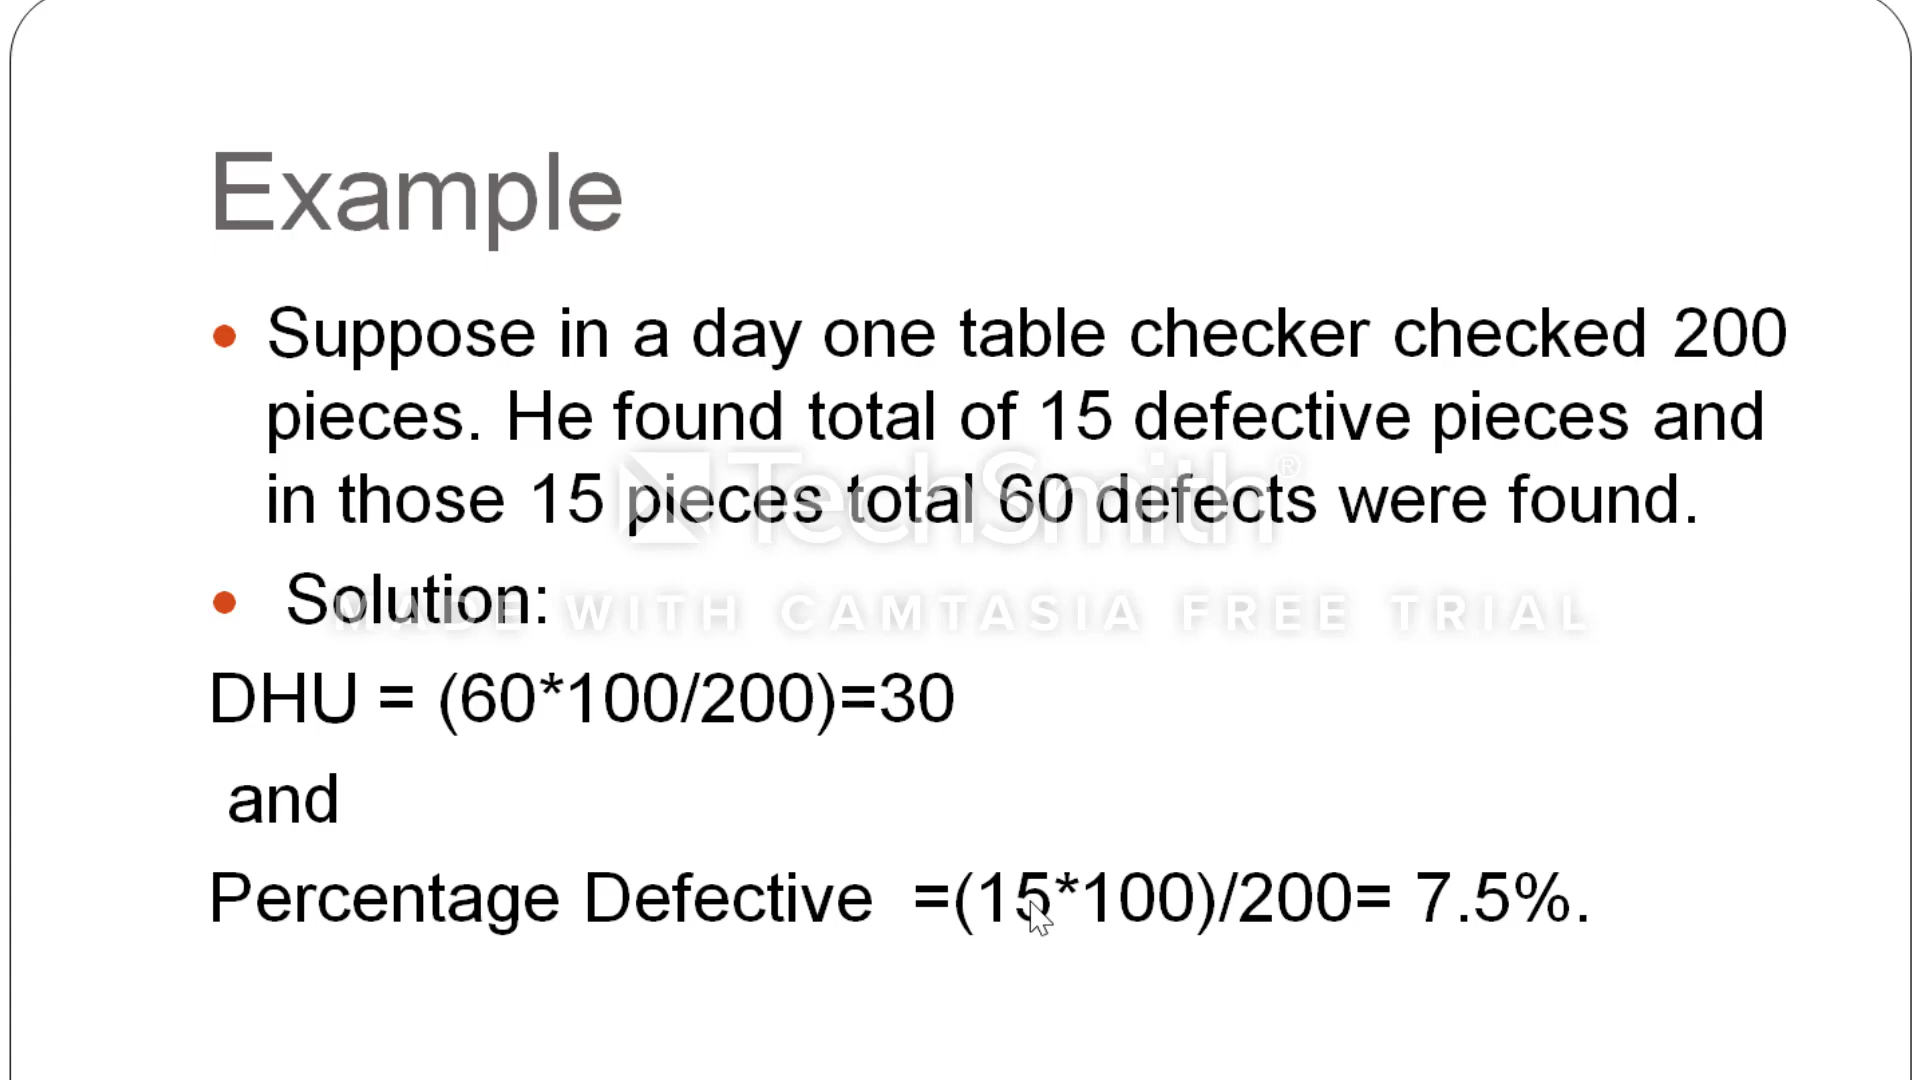 Example
• Suppose in a day one table checker checked 200
pieces. He found total of 15 defective pieces and
in those 15 pieces total 60 defects were found.
TechSmith®
• Solution:
MADE WITH CAMTASIA FREE TRIAL
DHU = (60*100/200)=30
and
Percentage Defective =(15*100)/200= 7.5%.